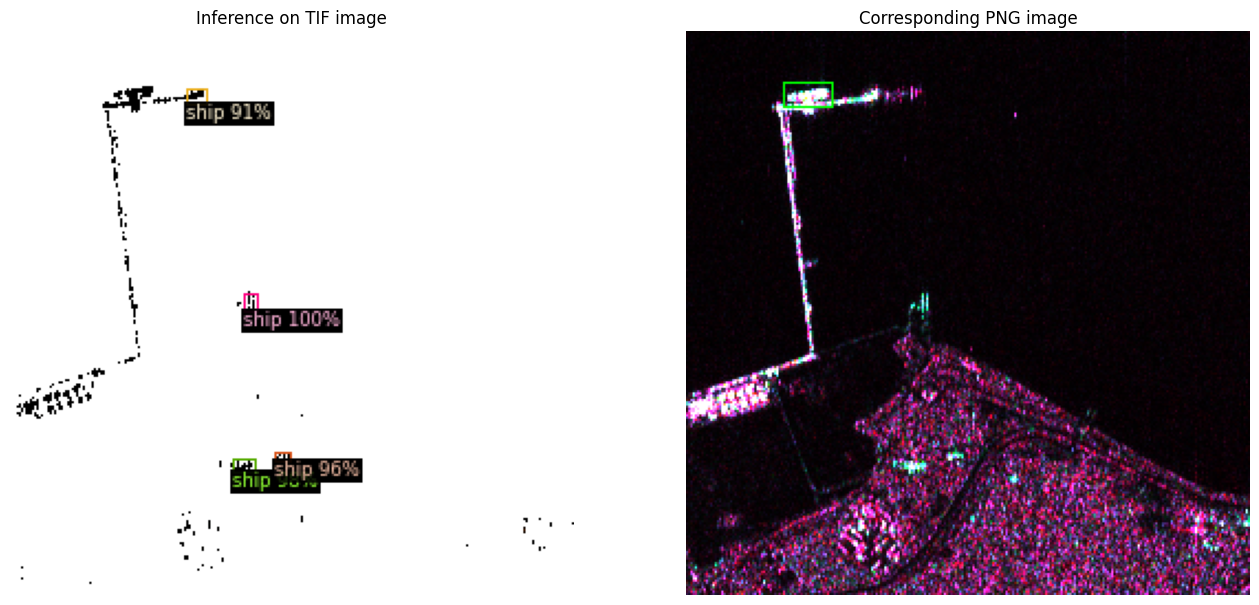 Inference on TIF image
Corresponding PNG image
ship 91%
ship 100%
ship 96%
ship